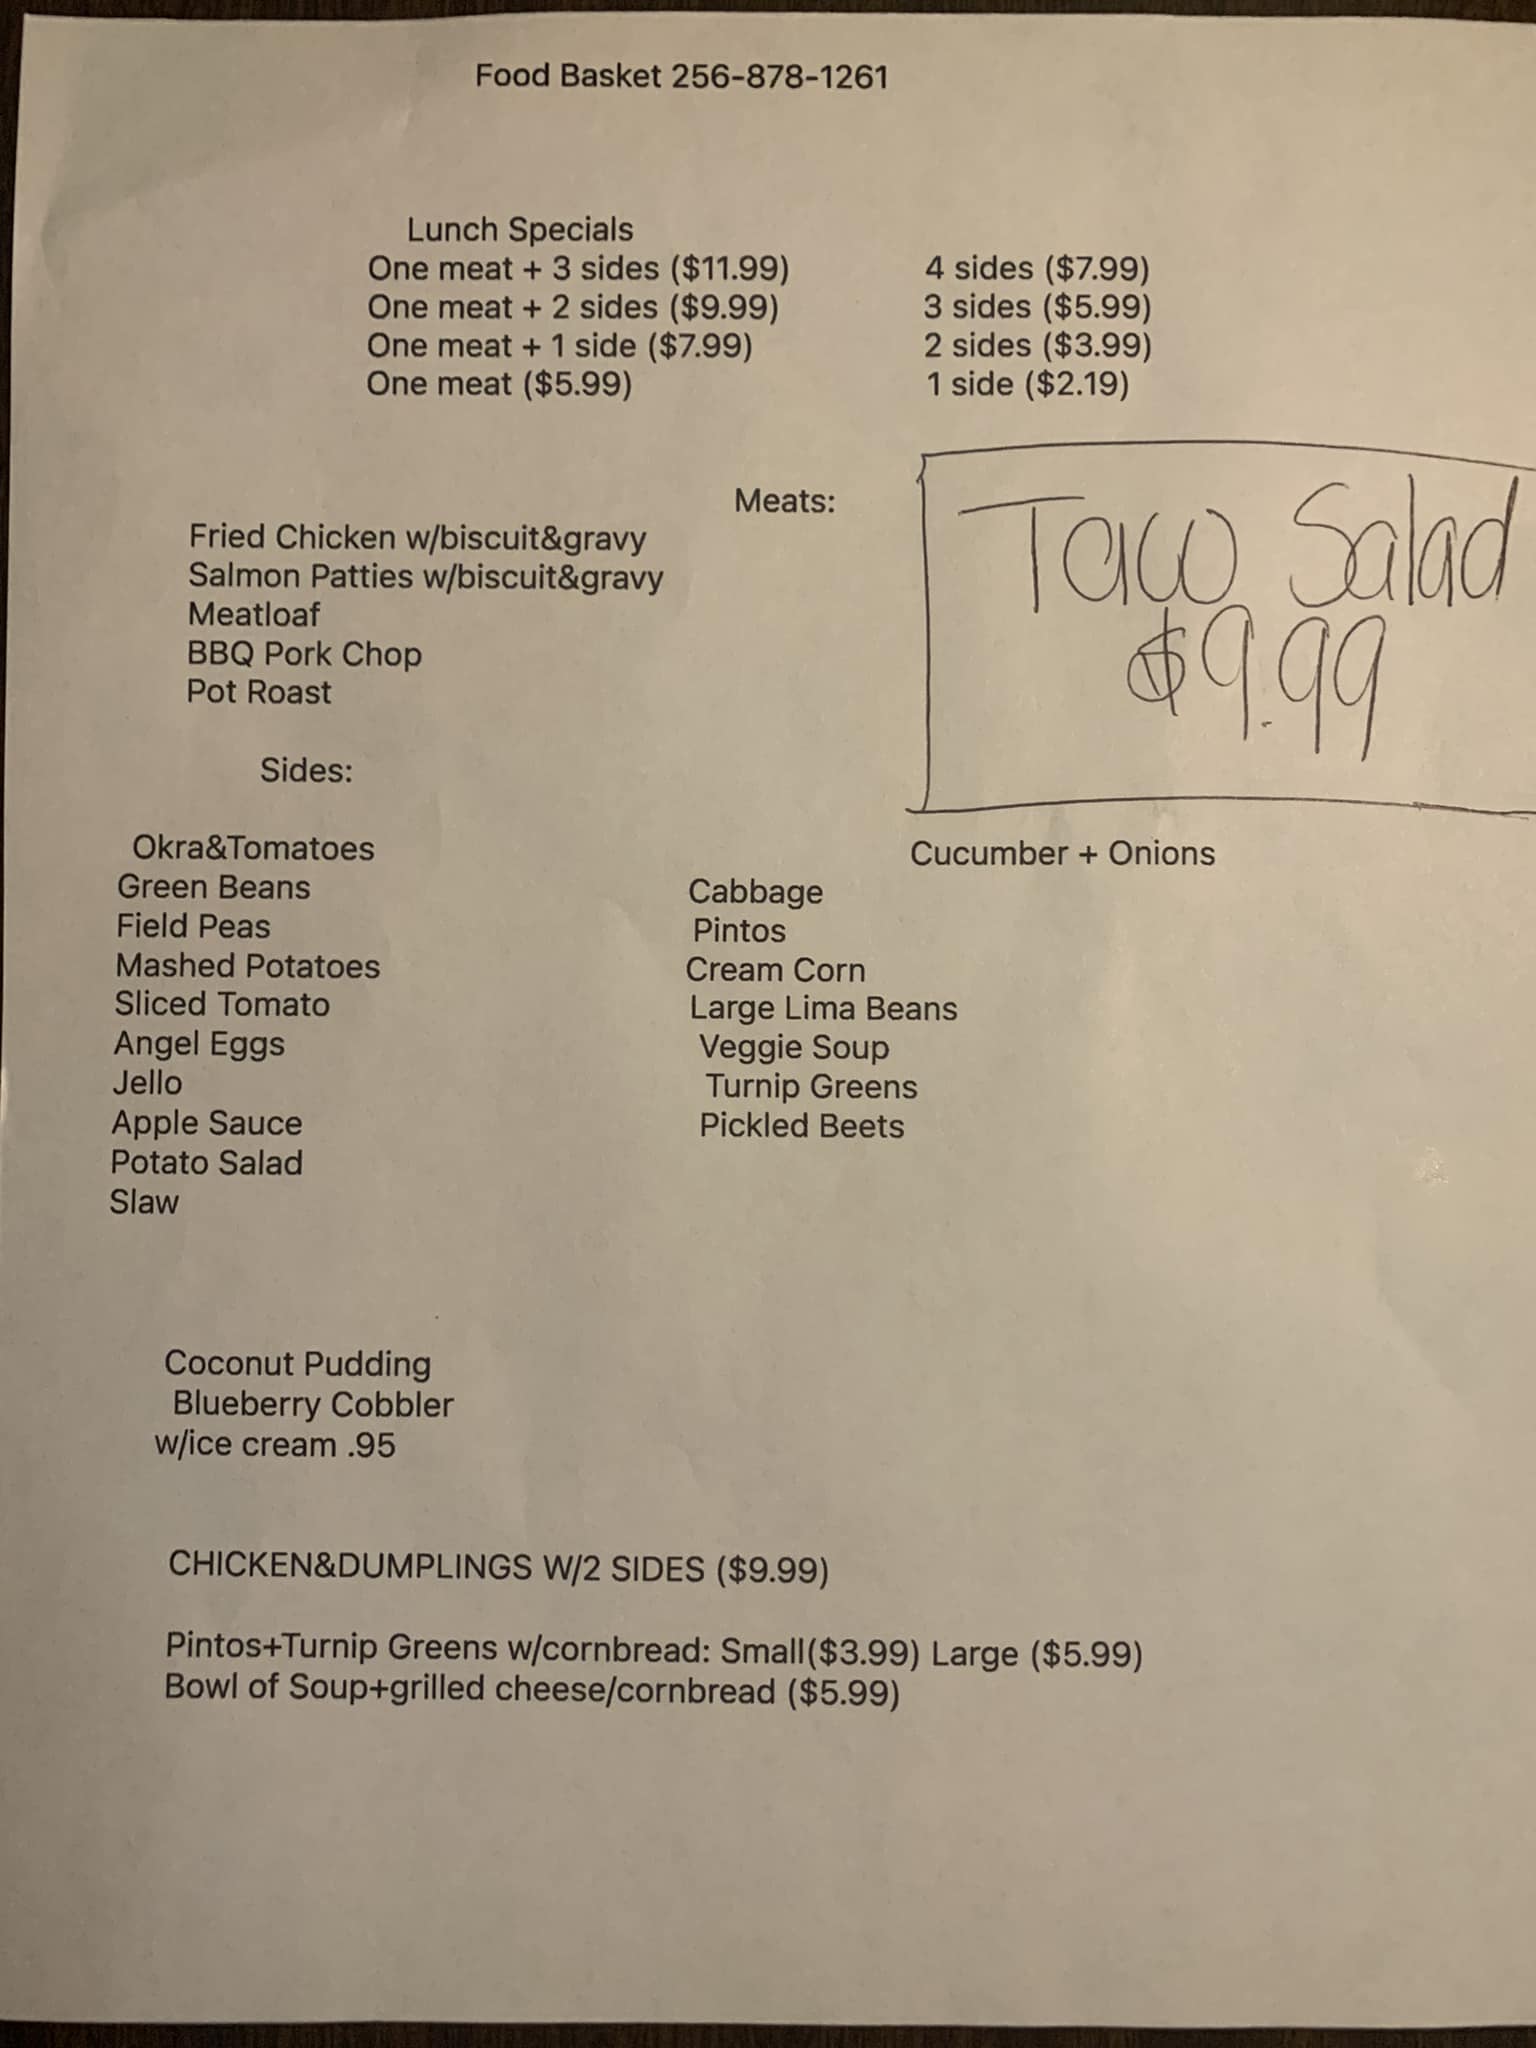 Food Basket 256-878-1261
Lunch Specials
One meat + 3 sides ($11.99)
One meat + 2 sides ($9.99)
One meat + 1 side ($7.99)
One meat ($5.99)
4 sides ($7.99)
3 sides ($5.99)
2 sides ($3.99)
1 side ($2.19)
Meats:
Fried Chicken w/biscuit&gravy
Salmon Patties w/biscuit&gravy
Meatloaf
BBQ Pork Chop
Pot Roast
Taco Salad
$9.99
Sides:
Okra&Tomatoes
Green Beans
Field Peas
Mashed Potatoes
Sliced Tomato
Angel Eggs
Jello
Apple Sauce
Potato Salad
Slaw
Cucumber + Onions
Cabbage
Pintos
Cream Corn
Large Lima Beans
Veggie Soup
Turnip Greens
Pickled Beets
Coconut Pudding
Blueberry Cobbler
w/ice cream .95
CHICKEN&DUMPLINGS W/2 SIDES ($9.99)
Pintos+Turnip Greens w/cornbread: Small($3.99) Large ($5.99)
Bowl of Soup+grilled cheese/cornbread ($5.99)